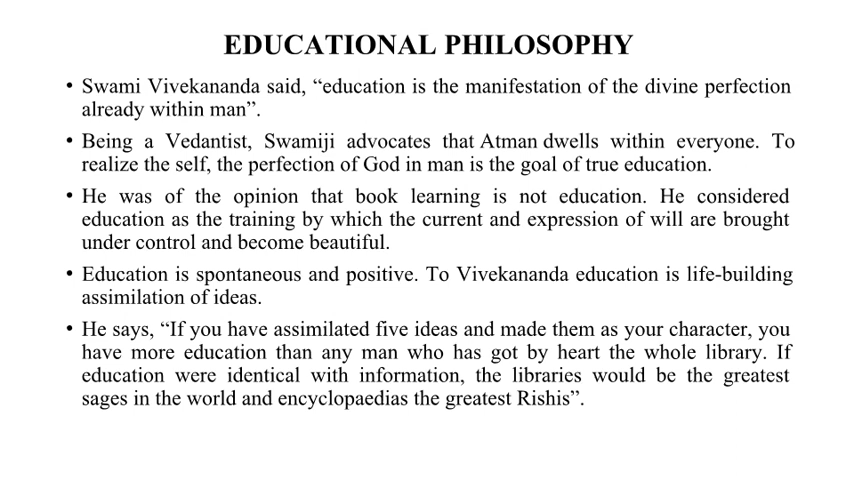 EDUCATIONAL PHILOSOPHY
• Swami Vivekananda said, “education is the manifestation of the divine perfection
already within man”.
• Being a Vedantist, Swamiji advocates that Atman dwells within everyone. To
realize the self, the perfection of God in man is the goal of true education.
• He was of the opinion that book learning is not education. He considered
education as the training by which the current and expression of will are brought
under control and become beautiful.
• Education is spontaneous and positive. To Vivekananda education is life-building
assimilation of ideas.
• He says, “If you have assimilated five ideas and made them as your character, you
have more education than any man who has got by heart the whole library. If
education were identical with information, the libraries would be the greatest
sages in the world and encyclopaedias the greatest Rishis”.